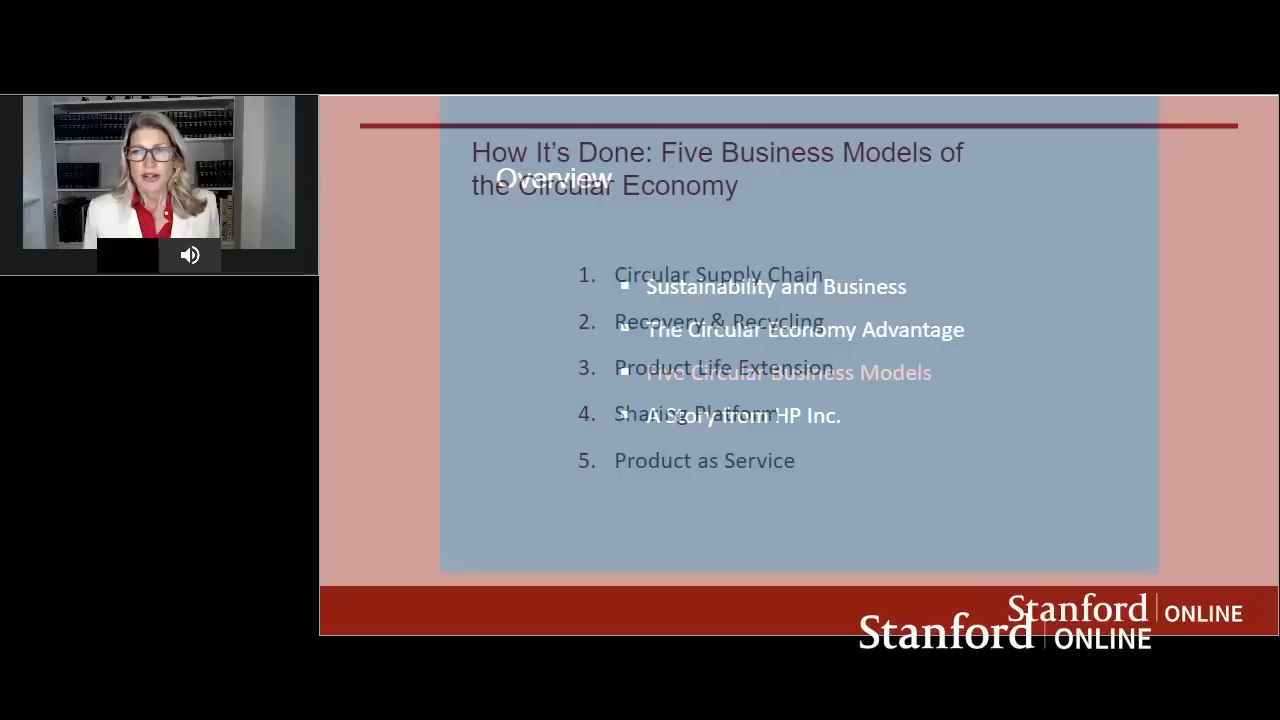 How It's Done: Five Business Models of
the Circular Economy
Overview
1. Circular Supply Chain
2. Recovery & Recycling
3. Product Life Extension
4. Sharing Platform
5. Product as Service
▪ Sustainability and Business
▪ The Circular Economy Advantage
▪ Five Circular Business Models
▪ A Story from HP Inc.
Stanford ONLINE
Stanford ONLINE